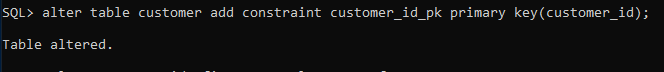 SQL> alter table customer add constraint customer_id_pk primary key(customer_id);
Table altered.